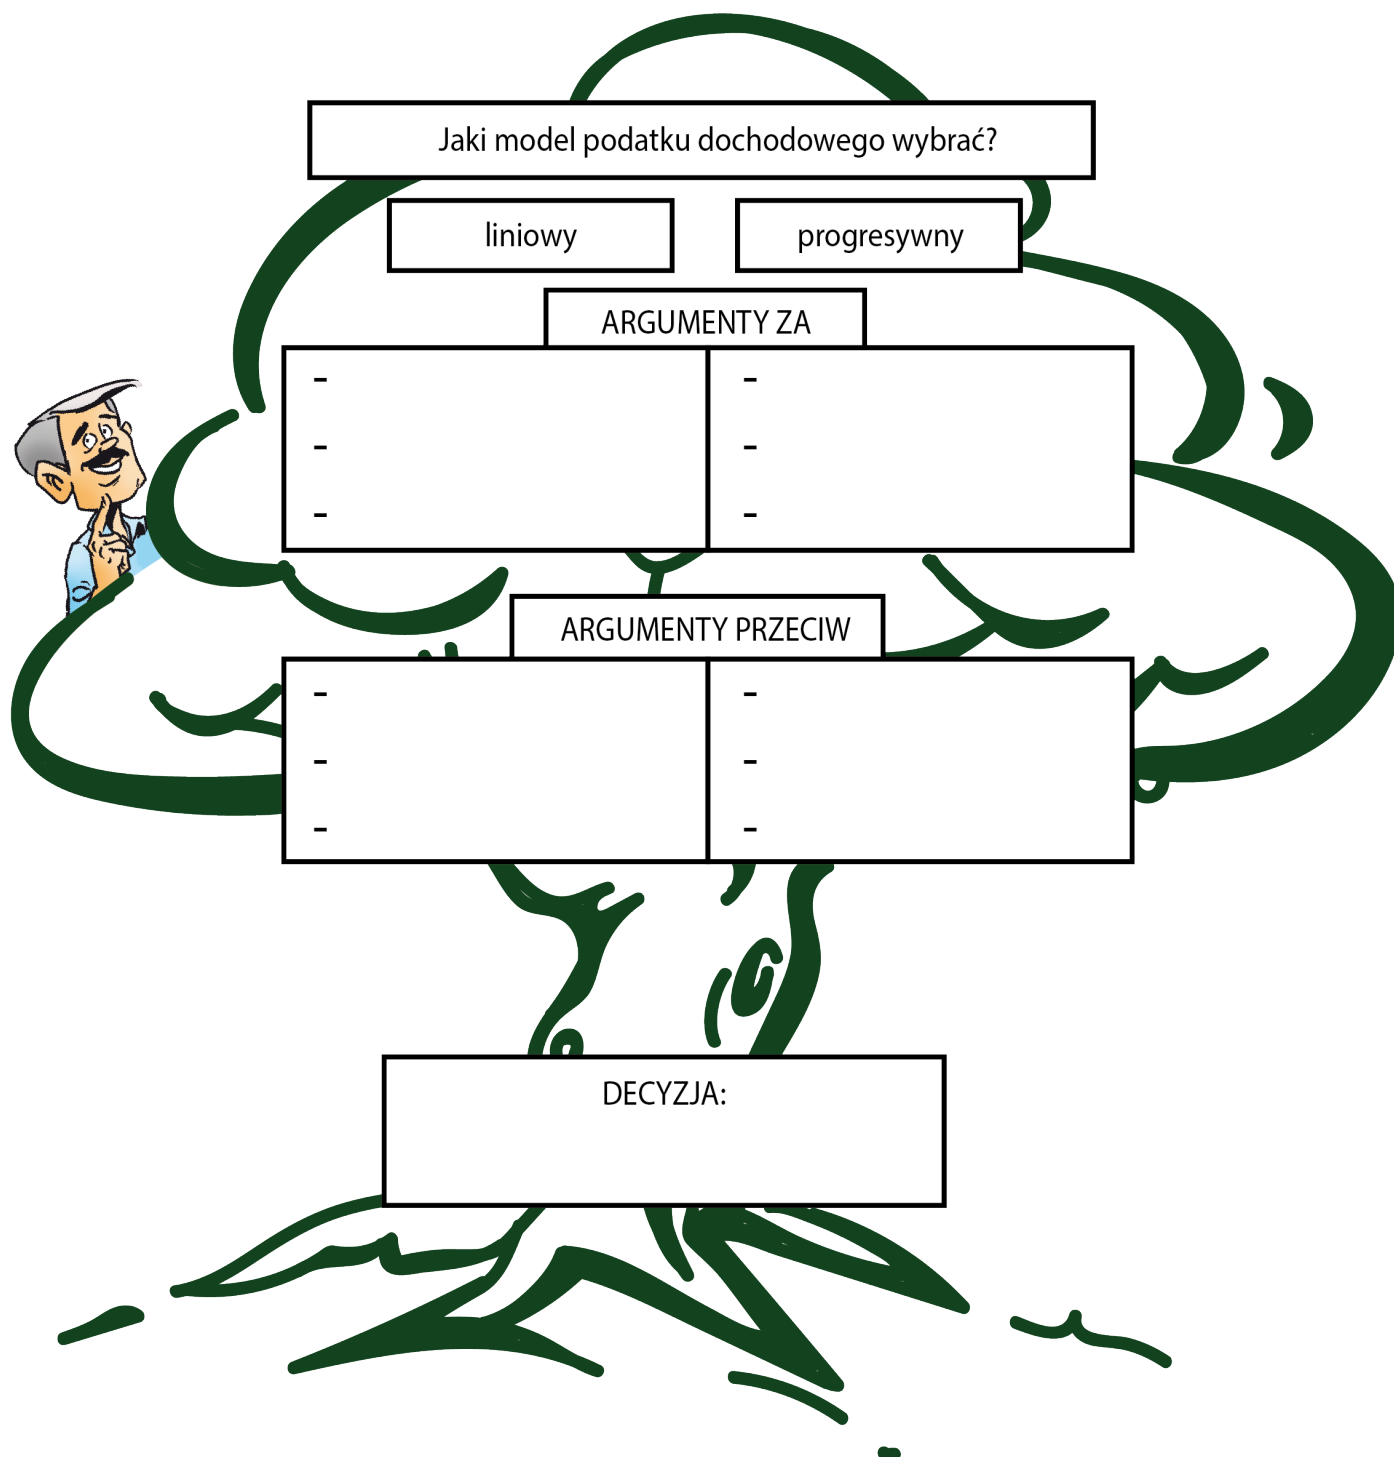 Jaki model podatku dochodowego wybrać?
liniowy
progresywny
ARGUMENTY ZA
- -
- -
- -
ARGUMENTY PRZECIW
- -
- -
- -
DECYZJA: